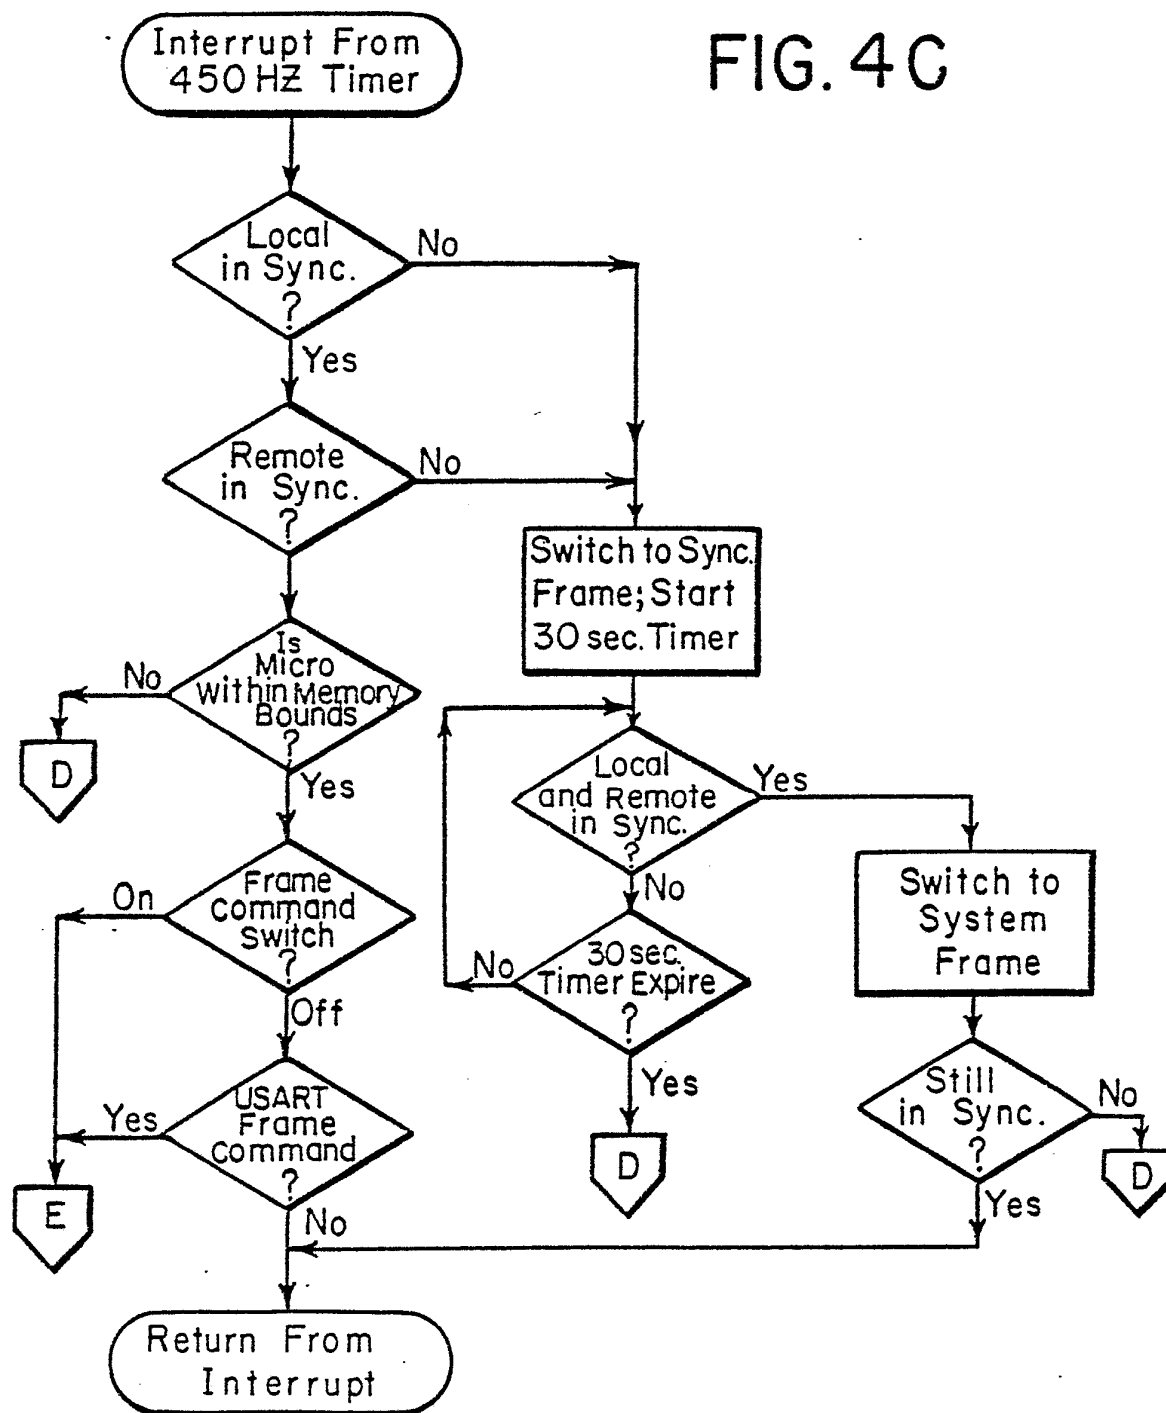 Interrupt From
450 HZ Timer
FIG. 4C
Local
in Sync.
?
No
Yes
Remote
in Sync.
?
No
Switch to Sync.
Frame; Start
30 sec. Timer
Is
Micro
Within Memory
Bounds
?
No
D
Yes
Local
and Remote
in Sync.
?
Yes
No
Frame
Command
Switch
?
On
Off
30 sec.
Timer Expire
?
No
Yes
D
Switch to
System
Frame
Still
in Sync.
?
No
D
Yes
USART
Frame
Command
?
Yes
E
No
Return From
Interrupt